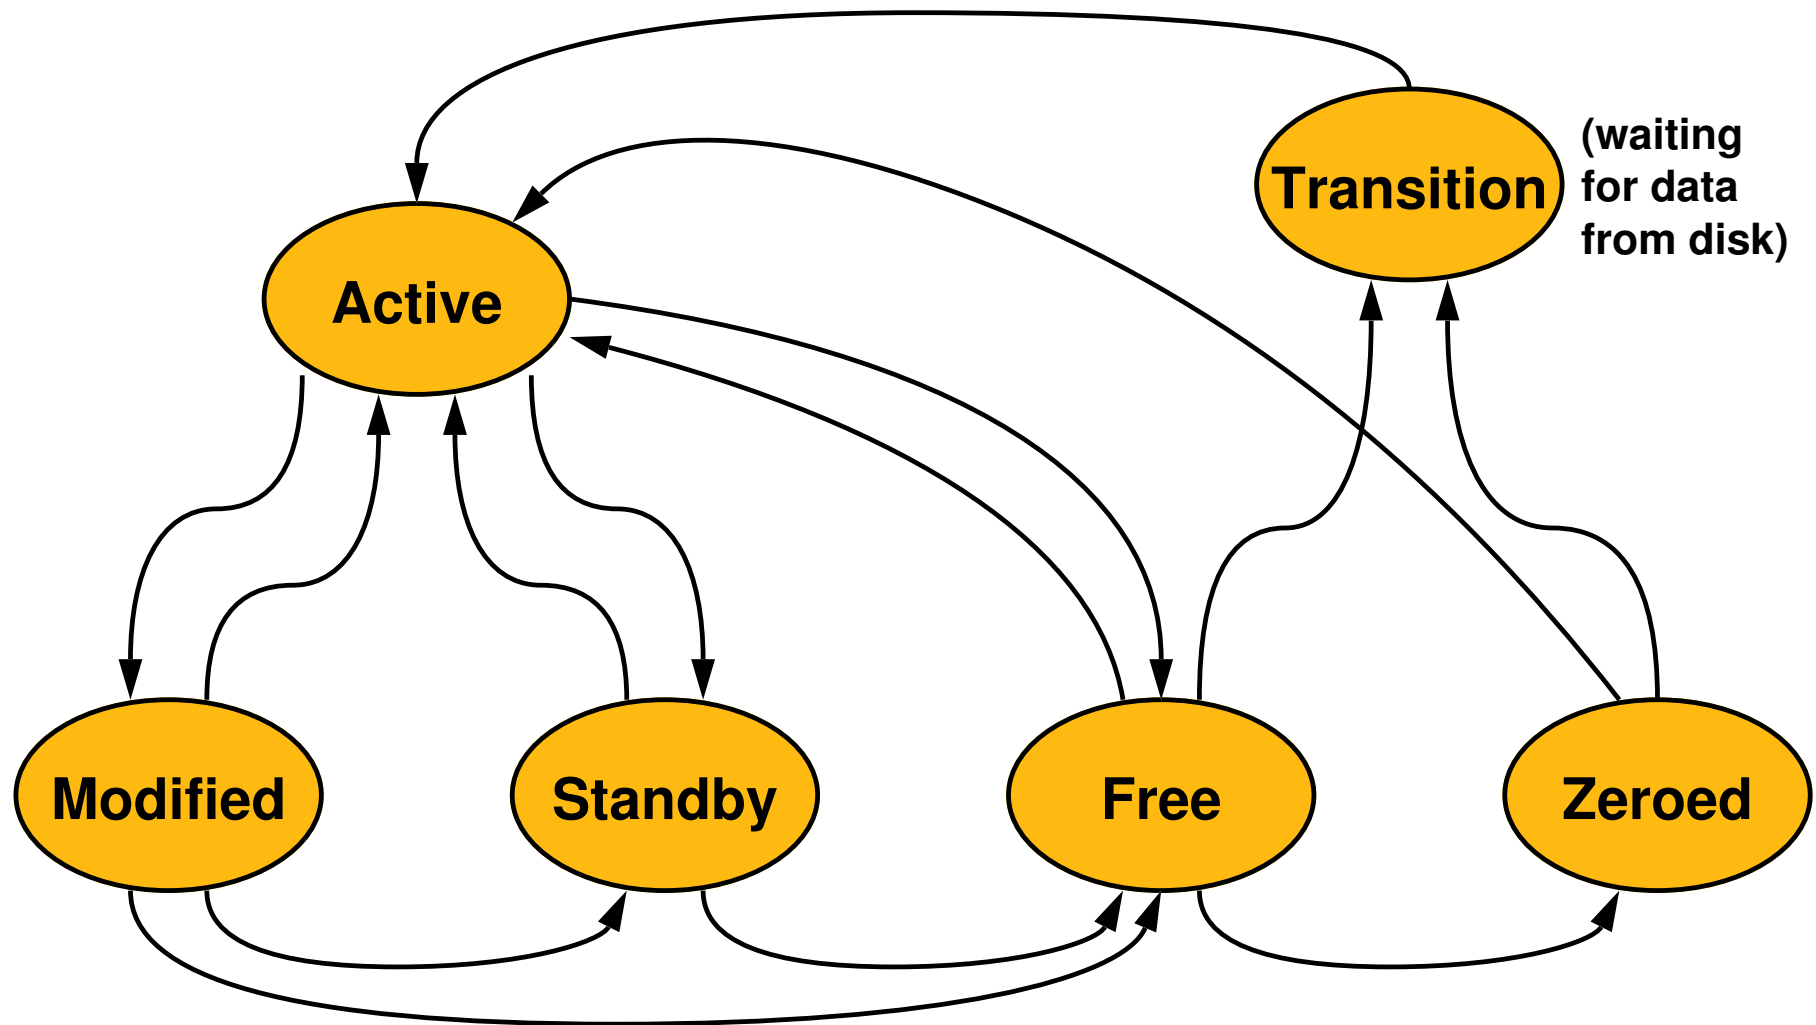 Transition
(waiting
for data
from disk)
Active
Modified
Standby
Free
Zeroed